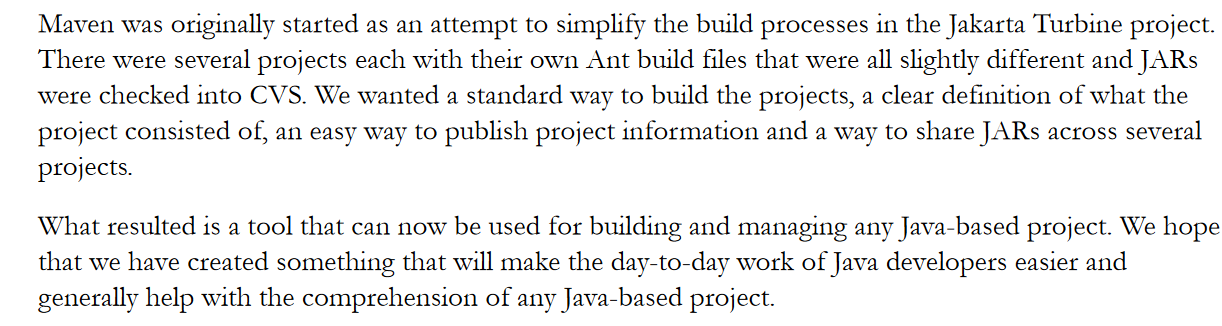 Maven was originally started as an attempt to simplify the build processes in the Jakarta Turbine project.
There were several projects each with their own Ant build files that were all slightly different and JARs
were checked into CVS. We wanted a standard way to build the projects, a clear definition of what the
project consisted of, an easy way to publish project information and a way to share JARs across several
projects.
What resulted is a tool that can now be used for building and managing any Java-based project. We hope
that we have created something that will make the day-to-day work of Java developers easier and
generally help with the comprehension of any Java-based project.